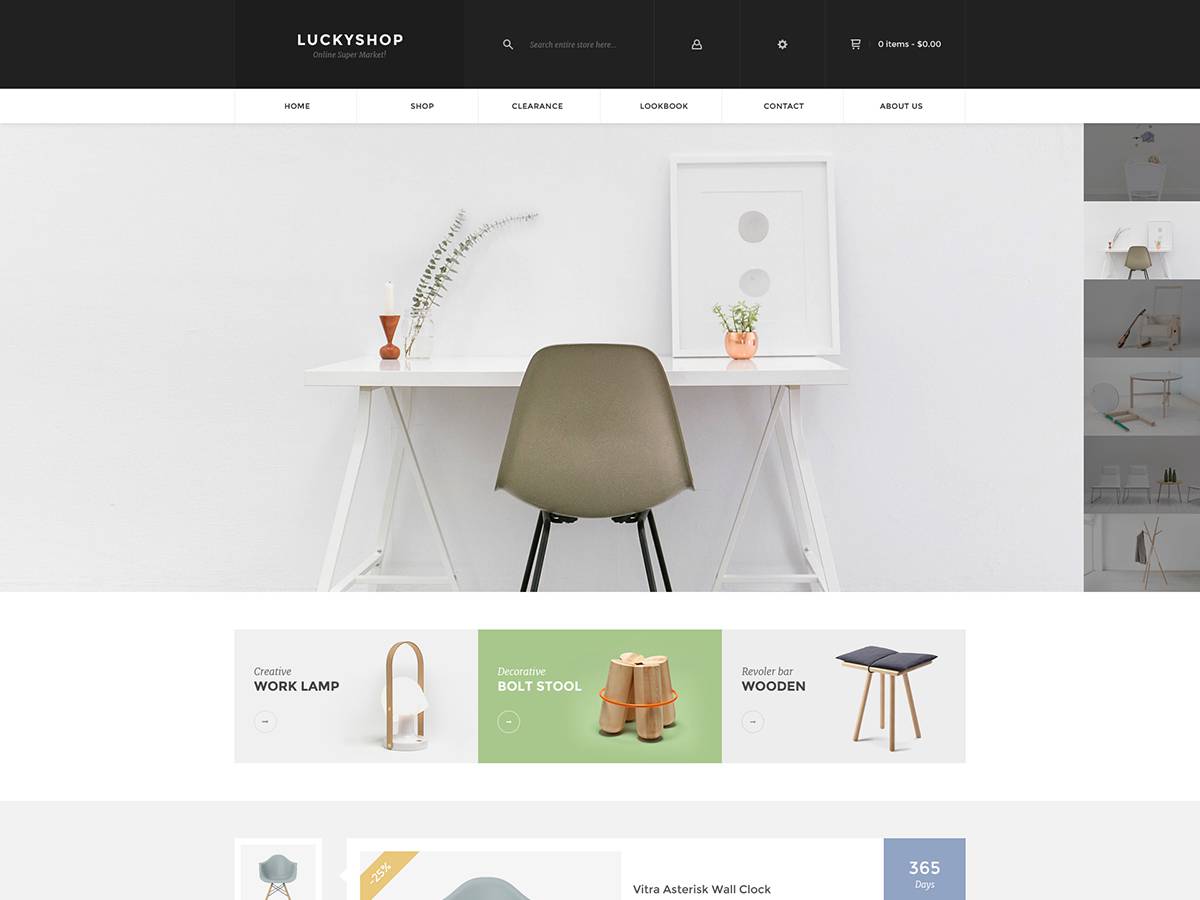 LUCKYSHOP
Online Super Market!
Search entire store here...
0 items - $0.00
HOME
SHOP
CLEARANCE
LOOKBOOK
CONTACT
ABOUT US
Creative
WORK LAMP
Decorative
BOLT STOOL
Revoler bar
WOODEN
-25%
Vitra Asterisk Wall Clock
365
Days